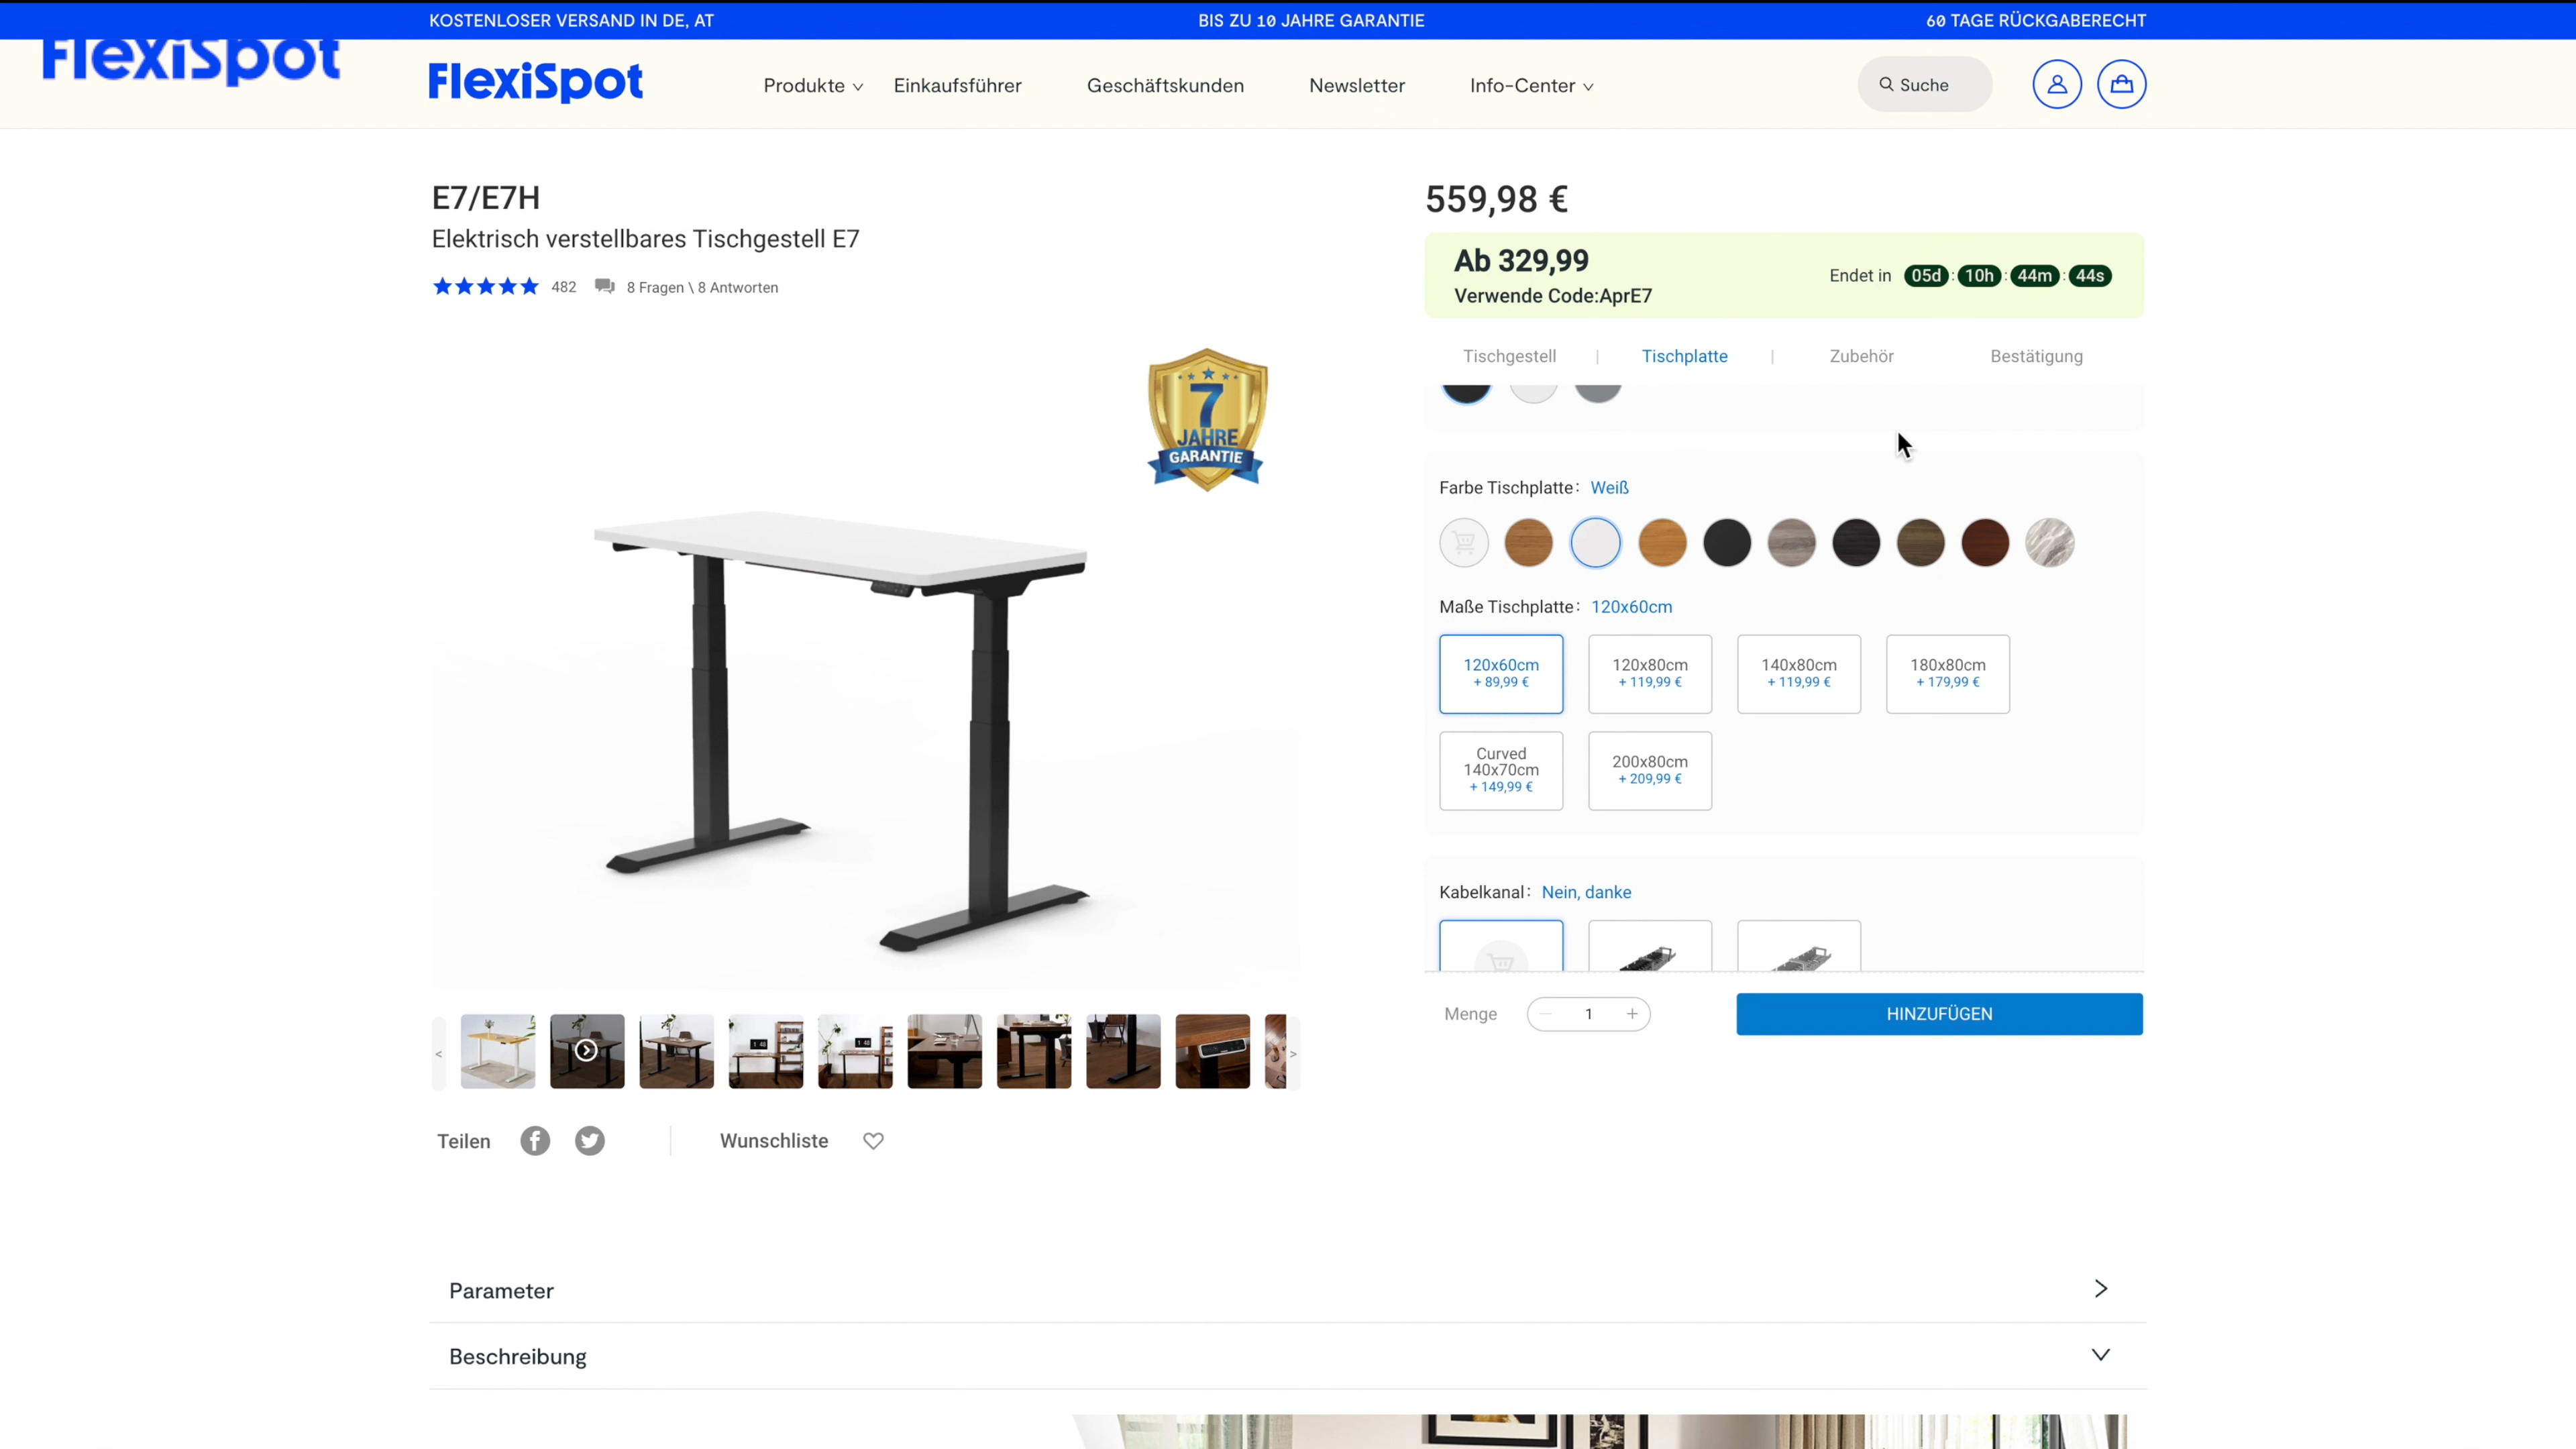 KOSTENLOSER VERSAND IN DE, AT
BIS ZU 10 JAHRE GARANTIE
60 TAGE RÜCKGABERECHT
FlexiSpot
FlexiSpot
Produkte
Einkaufsführer
Geschäftskunden
Newsletter
Info-Center
Suche
E7/E7H
Elektrisch verstellbares Tischgestell E7
482
8 Fragen \ 8 Antworten
7
JAHRE
GARANTIE
559,98 €
Ab 329,99
Verwende Code:AprE7
Endet in 05d : 10h : 44m : 44s
Tischgestell | Tischplatte | Zubehör
Bestätigung
Farbe Tischplatte: Weiß
Maße Tischplatte: 120x60cm
120x60cm
+ 89,99 €
120x80cm
+ 119,99 €
140x80cm
+ 119,99 €
180x80cm
+ 179,99 €
Curved
140x70cm
+ 149,99 €
200x80cm
+ 209,99 €
Kabelkanal: Nein, danke
Menge
1
HINZUFÜGEN
<
>
Teilen
Wunschliste
Parameter
Beschreibung